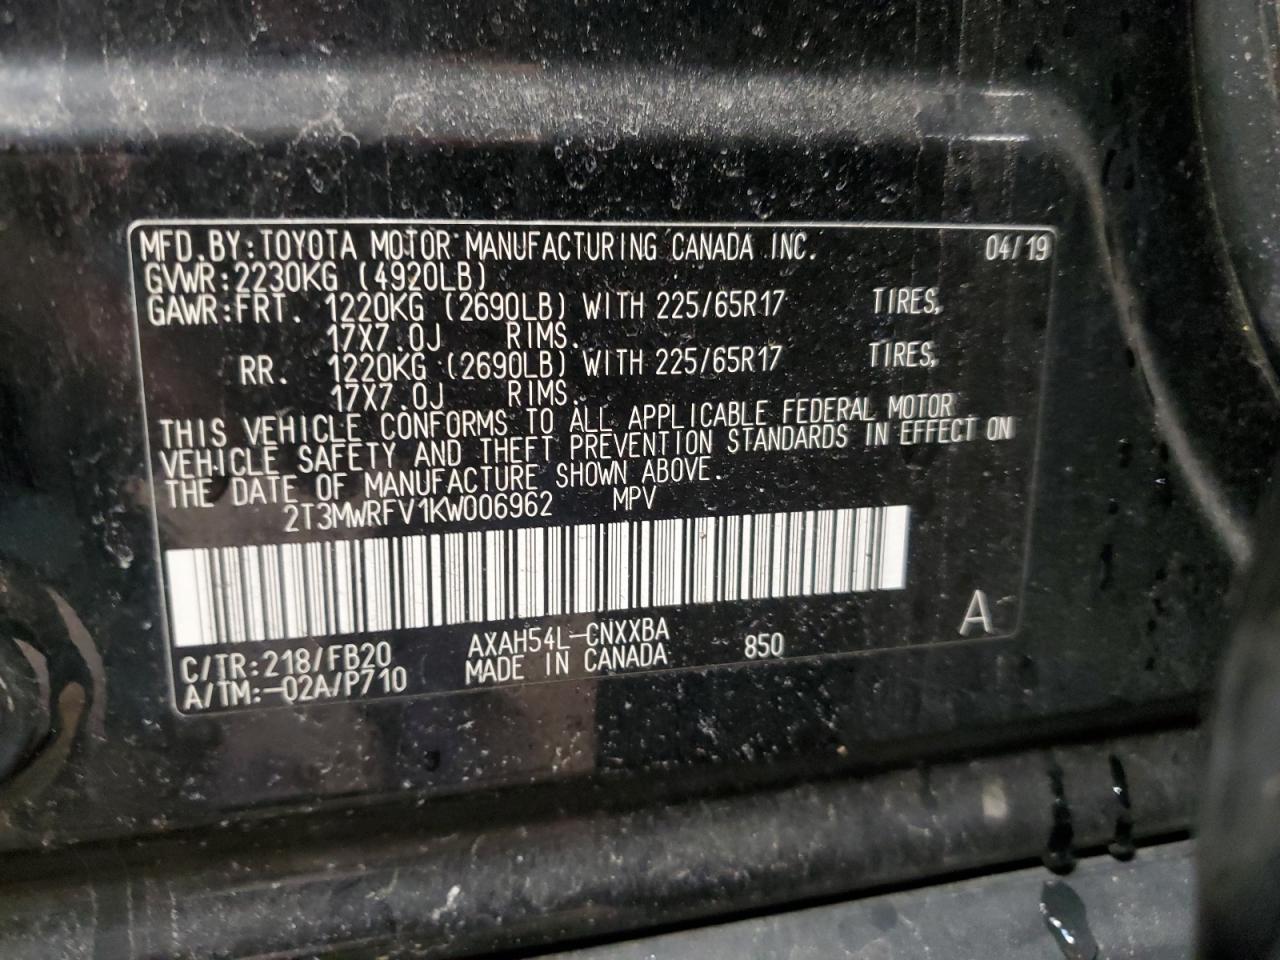 MFD.BY:TOYOTA MOTOR MANUFACTURING CANADA INC. 04/19
GVWR:2230KG (4920LB)
GAWR:FRT. 1220KG (2690LB) WITH 225/65R17 TIRES,
17X7.0J RIMS.
RR. 1220KG (2690LB) WITH 225/65R17 TIRES,
17X7.0J RIMS.
THIS VEHICLE CONFORMS TO ALL APPLICABLE FEDERAL MOTOR
VEHICLE SAFETY AND THEFT PREVENTION STANDARDS IN EFFECT ON
THE DATE OF MANUFACTURE SHOWN ABOVE.
2T3MWRFV1KW006962 MPV
C/TR:218/FB20 AXAH54L-CNXXBA 850 A
A/TM:-02A/P710 MADE IN CANADA